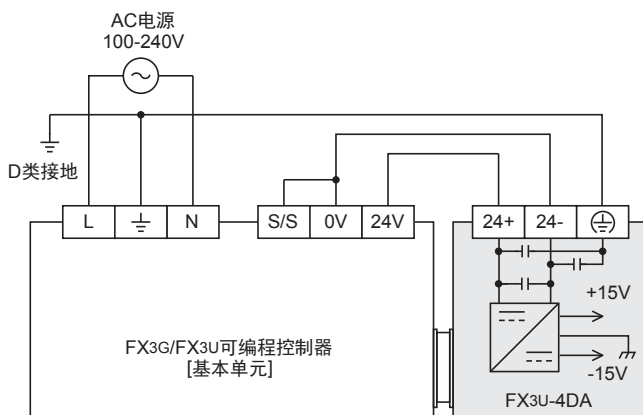 AC电源
100-240V
D类接地
L
N
S/S
0V
24V
24+
24-
+15V
-15V
FX3G/FX3U可编程控制器
[基本单元]
FX3U-4DA